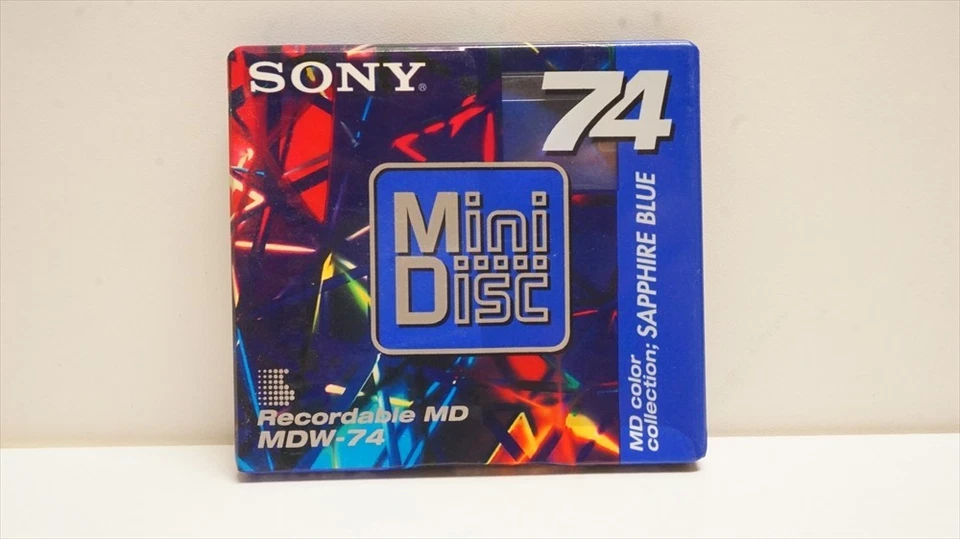 SONY®
74
Mini
Disc
Recordable MD
MDW-74
MD color
collection; SAPPHIRE BLUE